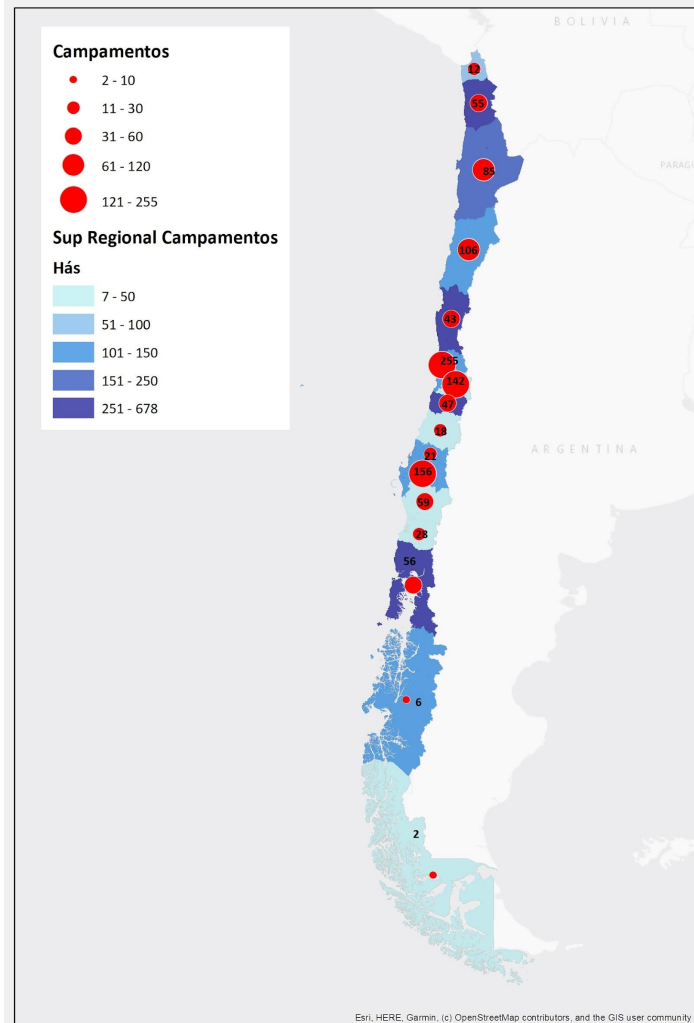 BOLIVIA
Campamentos
2 - 10
11 - 30
31 - 60
61 - 120
121 - 255
Sup Regional Campamentos
Hás
7 - 50
51 - 100
101 - 150
151 - 250
251 - 678
12
55
85
PARAGU
106
43
255
142
47
18
21
ARGENTINA
156
C
59
28
56
6
2
Esri, HERE, Garmin, (c) OpenStreetMap contributors, and the GIS user community